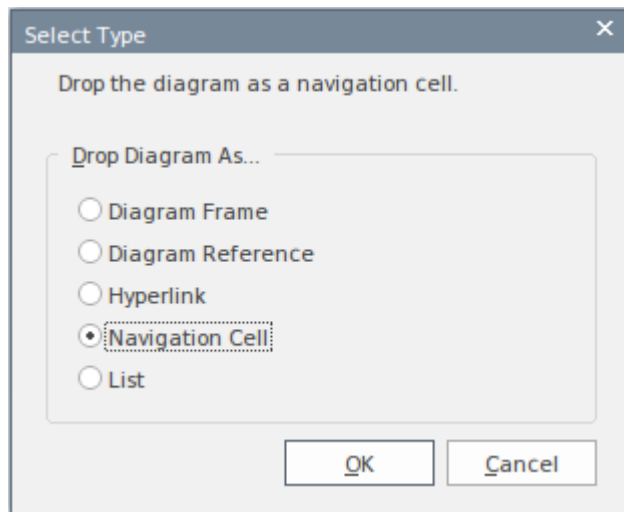 Select Type
Drop the diagram as a navigation cell.
Drop Diagram As...
Diagram Frame
Diagram Reference
Hyperlink
Navigation Cell
List
OK
Cancel